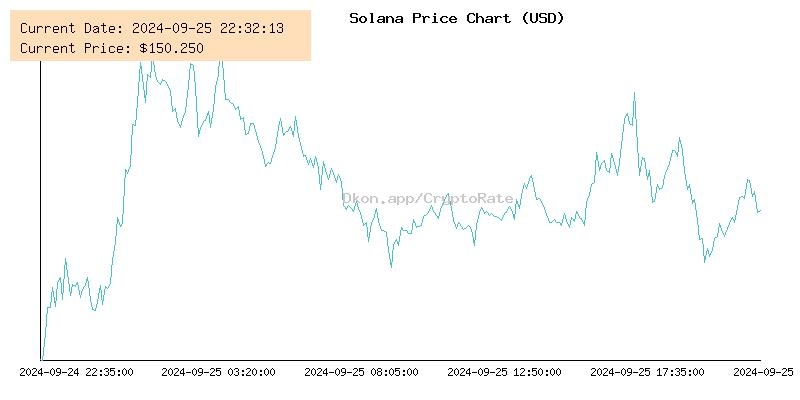 Solana Price Chart (USD)
Current Date: 2024-09-25 22:32:13
Current Price: $150.250
Okon.app/CryptoRate
2024-09-24 22:35:00 2024-09-25 03:20:00 2024-09-25 08:05:00 2024-09-25 12:50:00 2024-09-25 17:35:00 2024-09-25